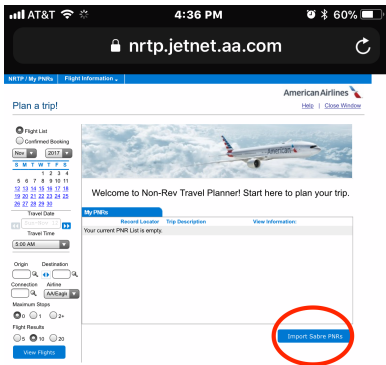 AT&T 4:36 PM 60%
nrtp.jetnet.aa.com
NRTP / My PNRs Flight Information
American Airlines
Plan a trip!
Help | Close Window
Flight List
Confirmed Booking
Nov 2017
S M T W T F S
1 2 3 4
5 6 7 8 9 10 11
12 13 14 15 16 17 18
19 20 21 22 23 24 25
26 27 28 29 30
Travel Date
Travel Time
5:00 AM
Origin Destination
Connection Airline
AA/Eagle
Maximum Stops
0 1 2+
Flight Results
5 10 20
View Flights
American
Welcome to Non-Rev Travel Planner! Start here to plan your trip.
My PNRs
Record Locator Trip Description View Information:
Your current PNR List is empty.
Import Sabre PNRs